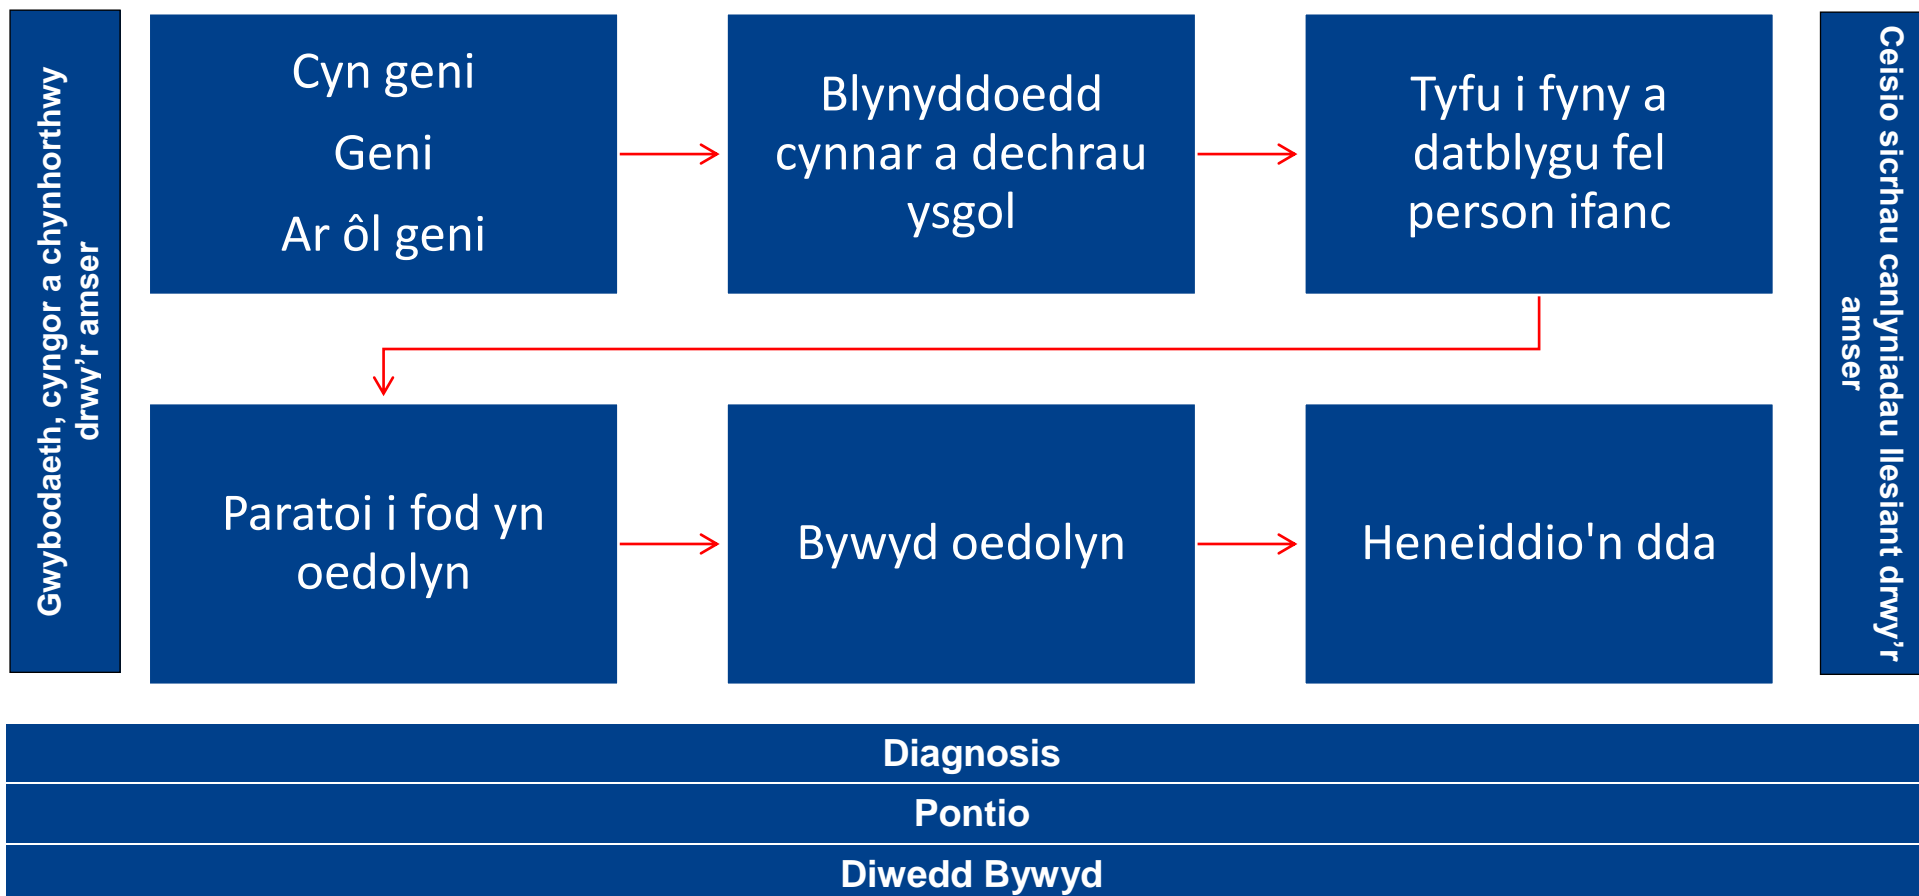 Gwybodaeth, cyngor a chynhorthwy
drwy’r amser
Cyn geni
Geni
Ar ôl geni
Blynyddoedd
cynnar a dechrau
ysgol
Tyfu i fyny a
datblygu fel
person ifanc
Paratoi i fod yn
oedolyn
Bywyd oedolyn
Heneiddio'n dda
Ceisio sicrhau canlyniadau llesiant drwy’r
amser
Diagnosis
Pontio
Diwedd Bywyd